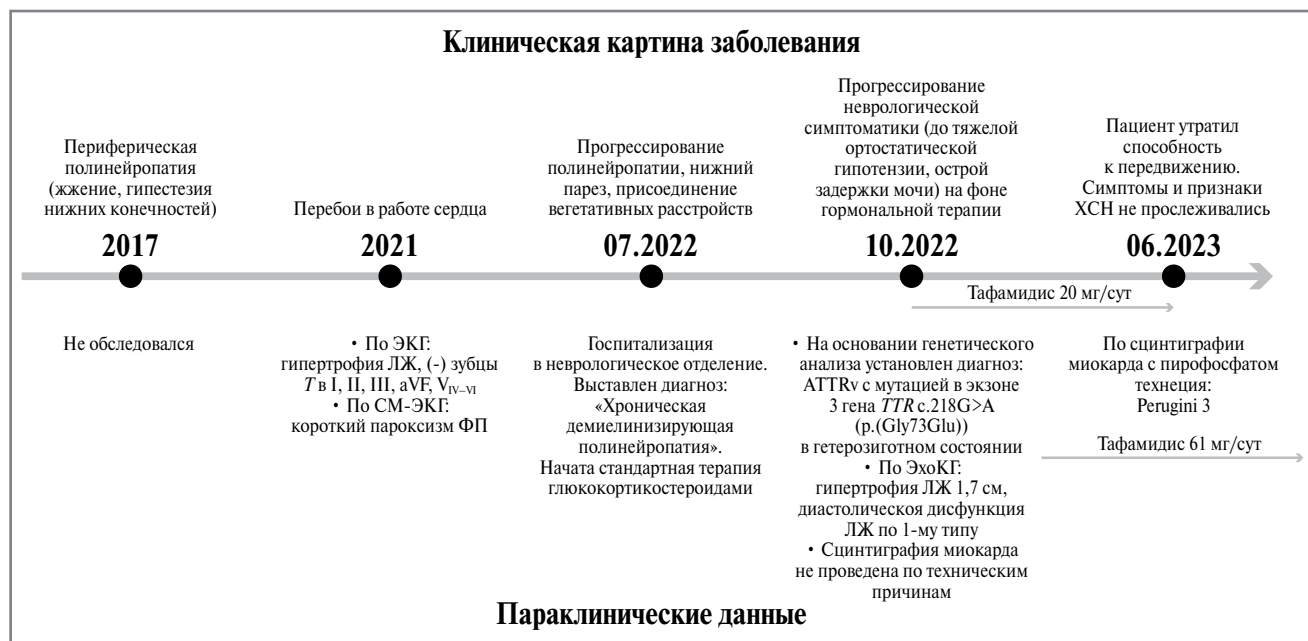 Клиническая картина заболевания
Периферическая
полинейропатия
(жжение, гипестезия
нижних конечностей)
2017
Перебои в работе сердца
2021
Прогрессирование
полинейропатии, нижний
парез, присоединение
вегетативных расстройств
07.2022
Прогрессирование
неврологической
симптоматики (до тяжелой
ортостатической
гипотензии, острой
задержки мочи) на фоне
гормональной терапии
10.2022
Пациент утратил
способность
к передвижению.
Симптомы и признаки
ХСН не прослеживались
06.2023
Тафамидис 20 мг/сут
Не обследовался
• По ЭКГ:
гипертрофия ЛЖ, (-) зубцы
T в I, II, III, aVF, VIV–VI
• По СМ-ЭКГ:
короткий пароксизм ФП
Госпитализация
в неврологическое отделение.
Выставлен диагноз:
«Хроническая
демиелинизирующая
полинейропатия».
Начата стандартная терапия
глюкокортикостероидами
• На основании генетического
анализа установлен диагноз:
ATTRv с мутацией в экзоне
3 гена TTR c.218G>A
(p.(Gly73Glu))
в гетерозиготном состоянии
• По ЭхоКГ:
гипертрофия ЛЖ 1,7 см,
диастолическая дисфункция
ЛЖ по 1-му типу
• Сцинтиграфия миокарда
не проведена по техническим
причинам
По сцинтиграфии
миокарда с пирофосфатом
технеция:
Perugini 3
Тафамидис 61 мг/сут
Параклинические данные